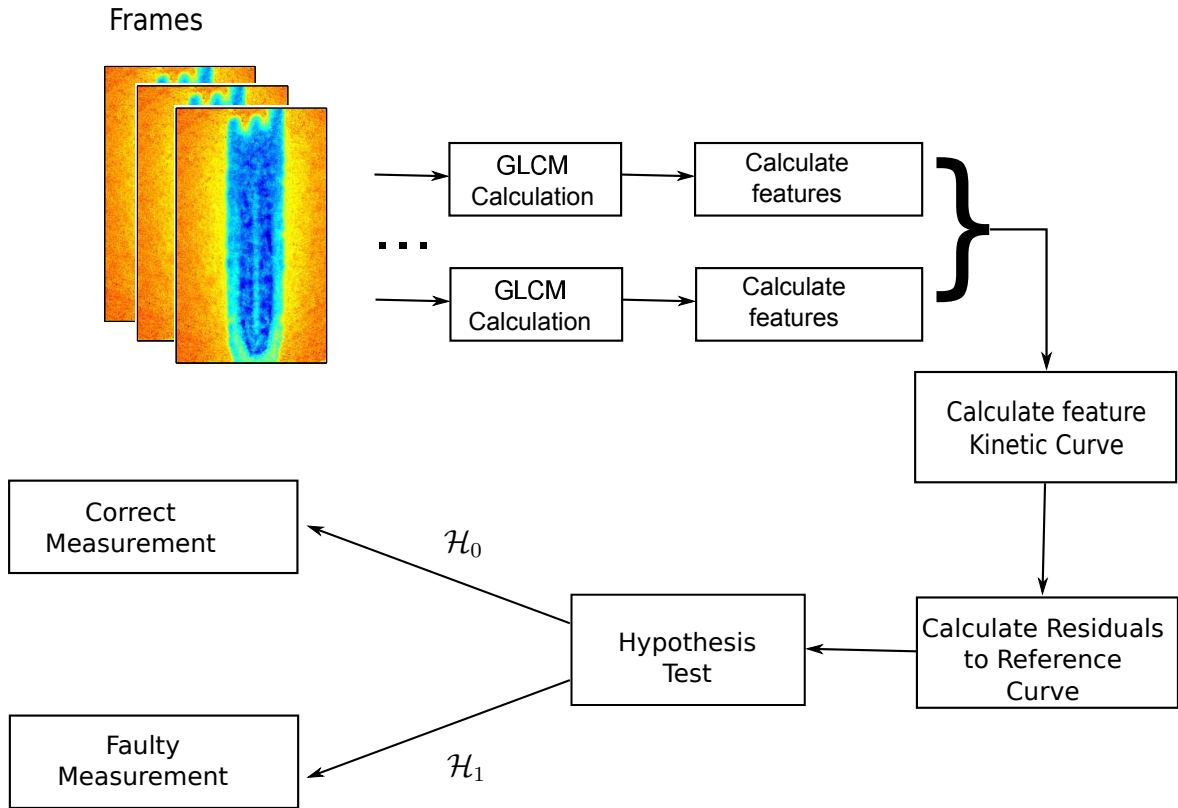 Frames
GLCM
Calculation
Calculate
features
...
GLCM
Calculation
Calculate
features
}
Calculate feature
Kinetic Curve
Calculate Residuals
to Reference
Curve
Hypothesis
Test
ℋ₀
Correct
Measurement
ℋ₁
Faulty
Measurement